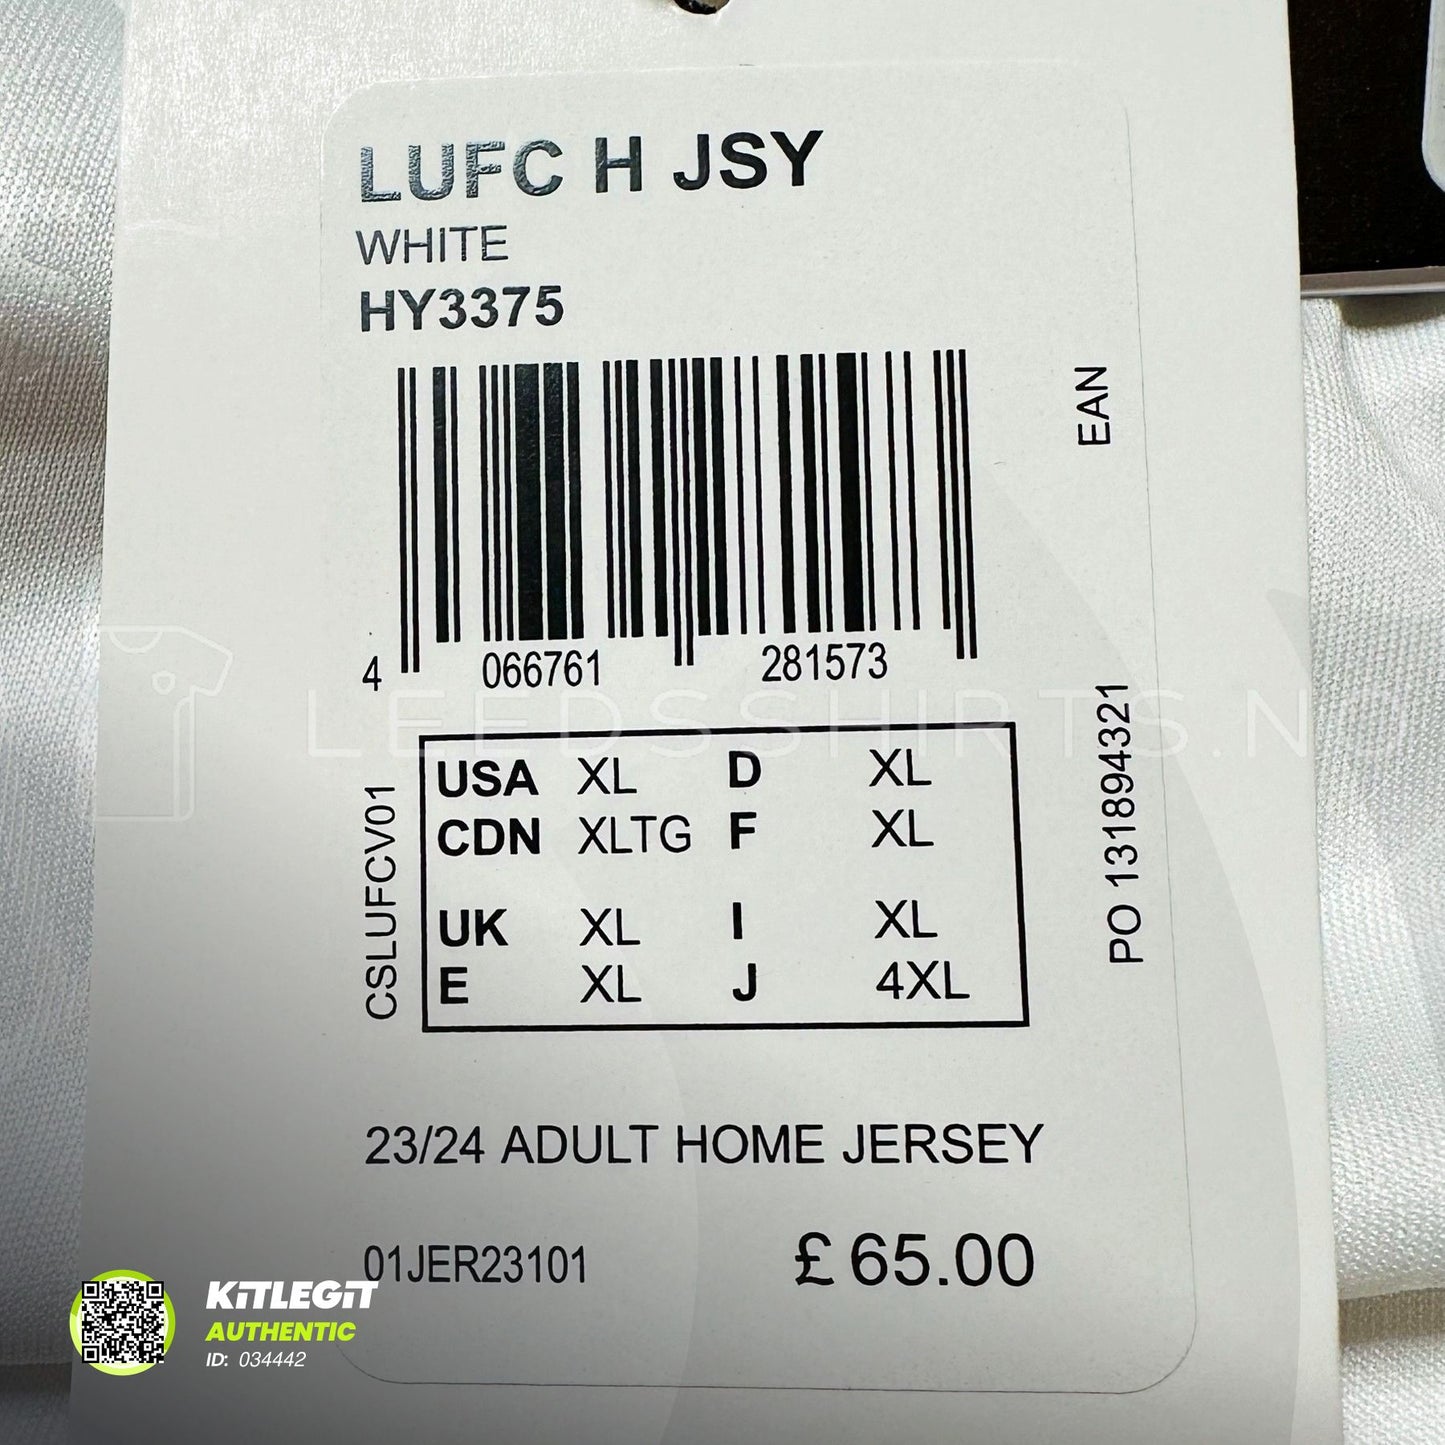 LUFC H JSY
WHITE
HY3375
EAN
4 066761 281573
LEEDSSHIRTS.N
CSLUFCV01
USA XL D XL
CDN XLTG F XL
UK XL I XL
E XL J 4XL
PO 131894321
23/24 ADULT HOME JERSEY
01JER23101 £ 65.00
KiTLEGiT
AUTHENTIC
ID: 034442